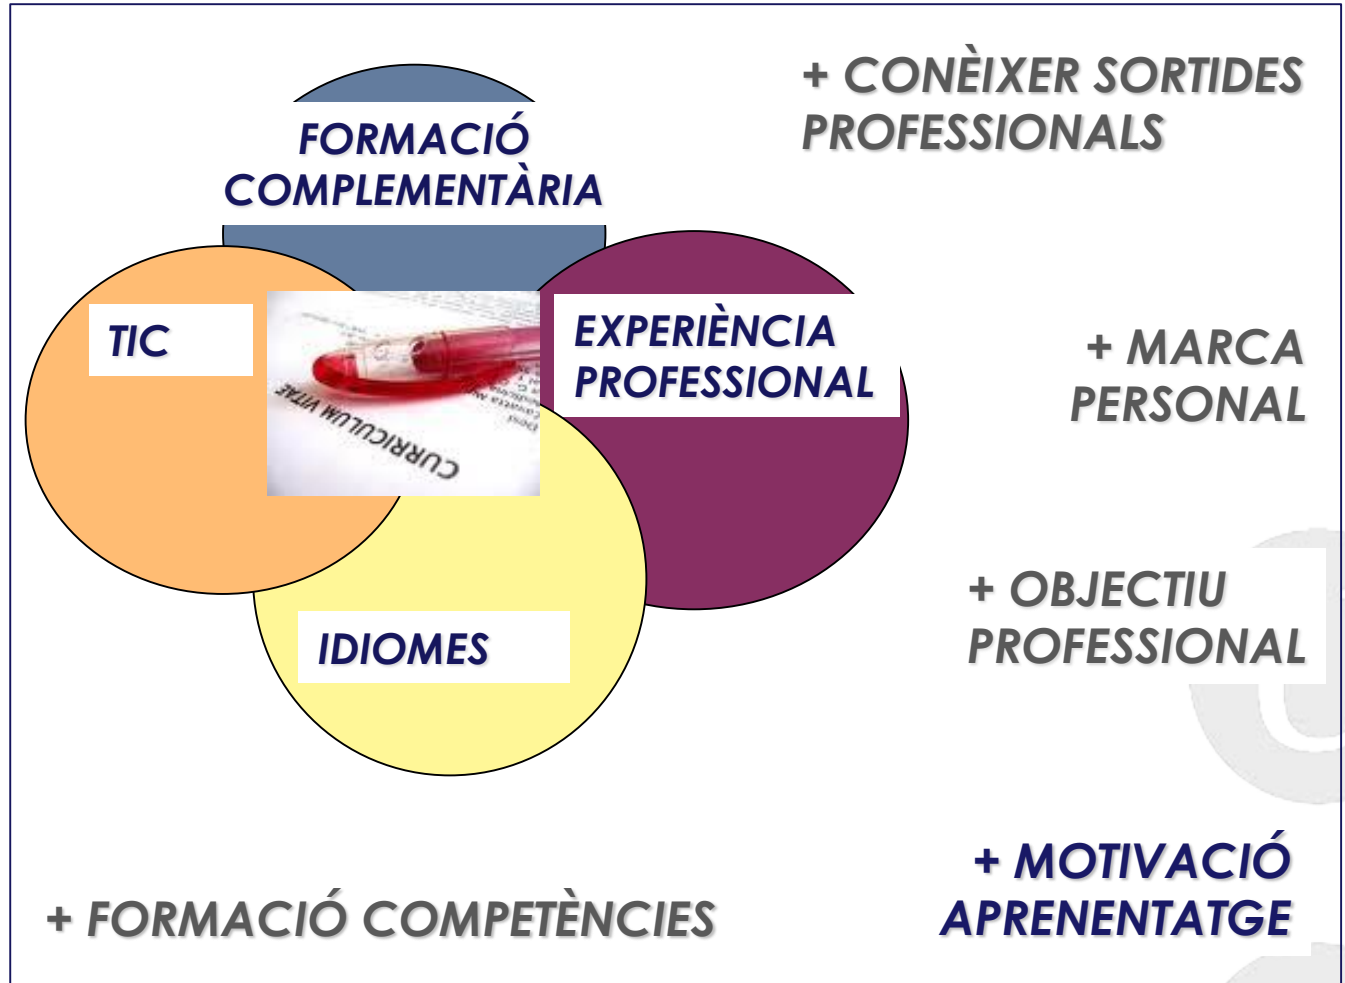 + CONÈIXER SORTIDES
PROFESSIONALS
FORMACIÓ
COMPLEMENTÀRIA
TIC
EXPERIÈNCIA
PROFESSIONAL
CURRICULUM VITAE
+ MARCA
PERSONAL
+ OBJECTIU
PROFESSIONAL
IDIOMES
+ MOTIVACIÓ
APRENENTATGE
+ FORMACIÓ COMPETÈNCIES